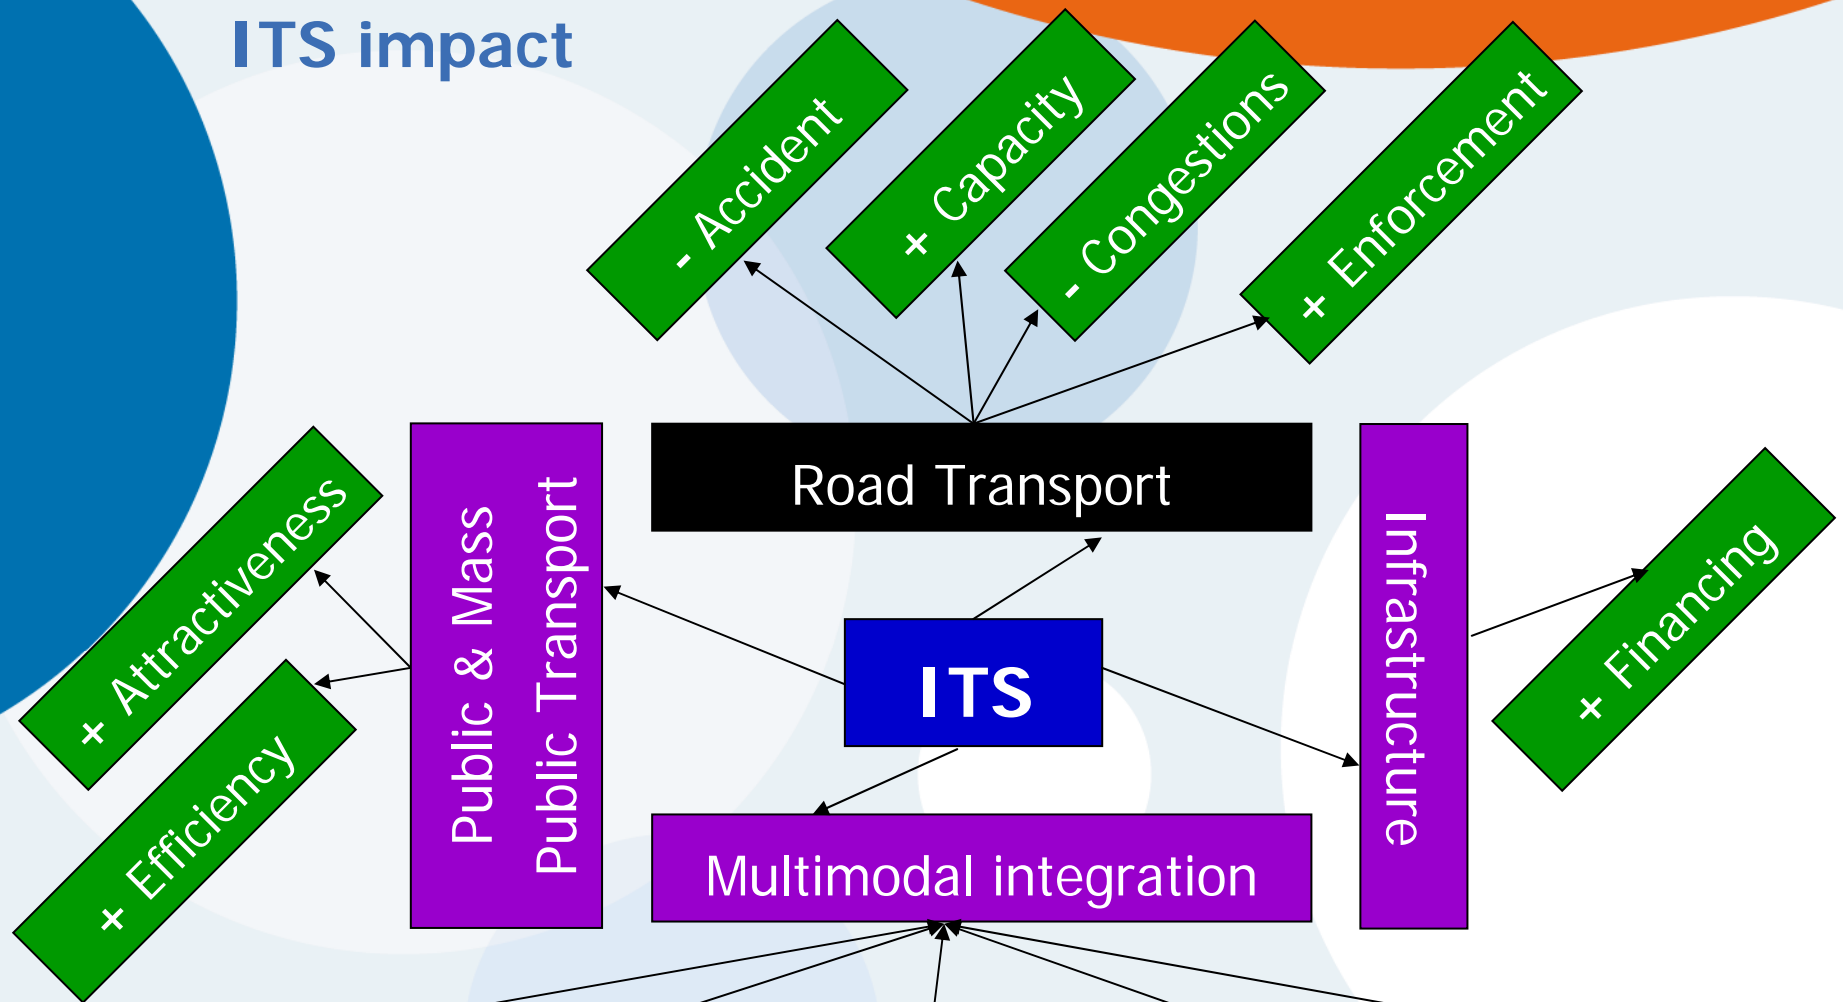 ITS impact
- Accident
+ Capacity
- Congestions
+ Enforcement
Road Transport
Public & Mass
Public Transport
+ Attractiveness
+ Efficiency
ITS
Infrastructure
+ Financing
Multimodal integration